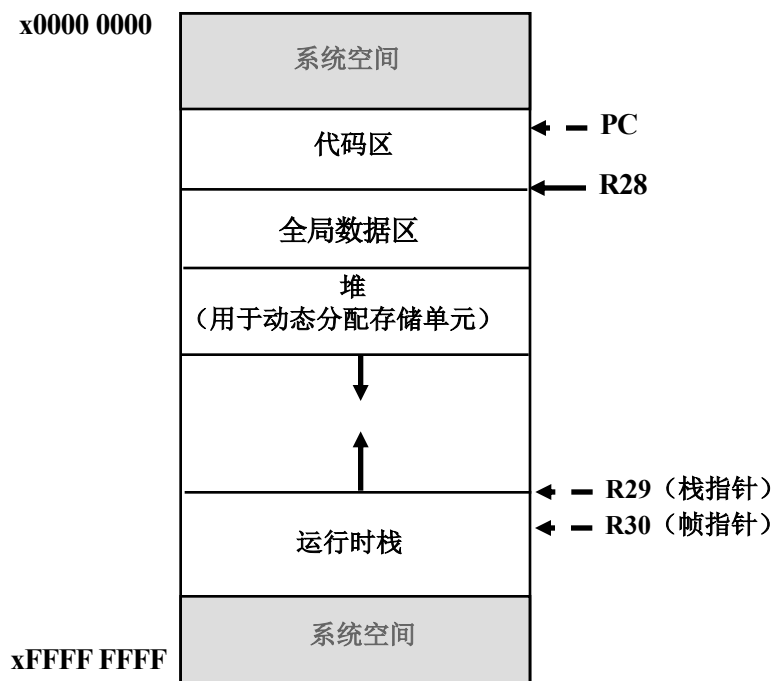 x0000 0000
系统空间
PC
代码区
R28
全局数据区
堆
（用于动态分配存储单元）
R29（栈指针）
R30（帧指针）
运行时栈
系统空间
xFFFF FFFF